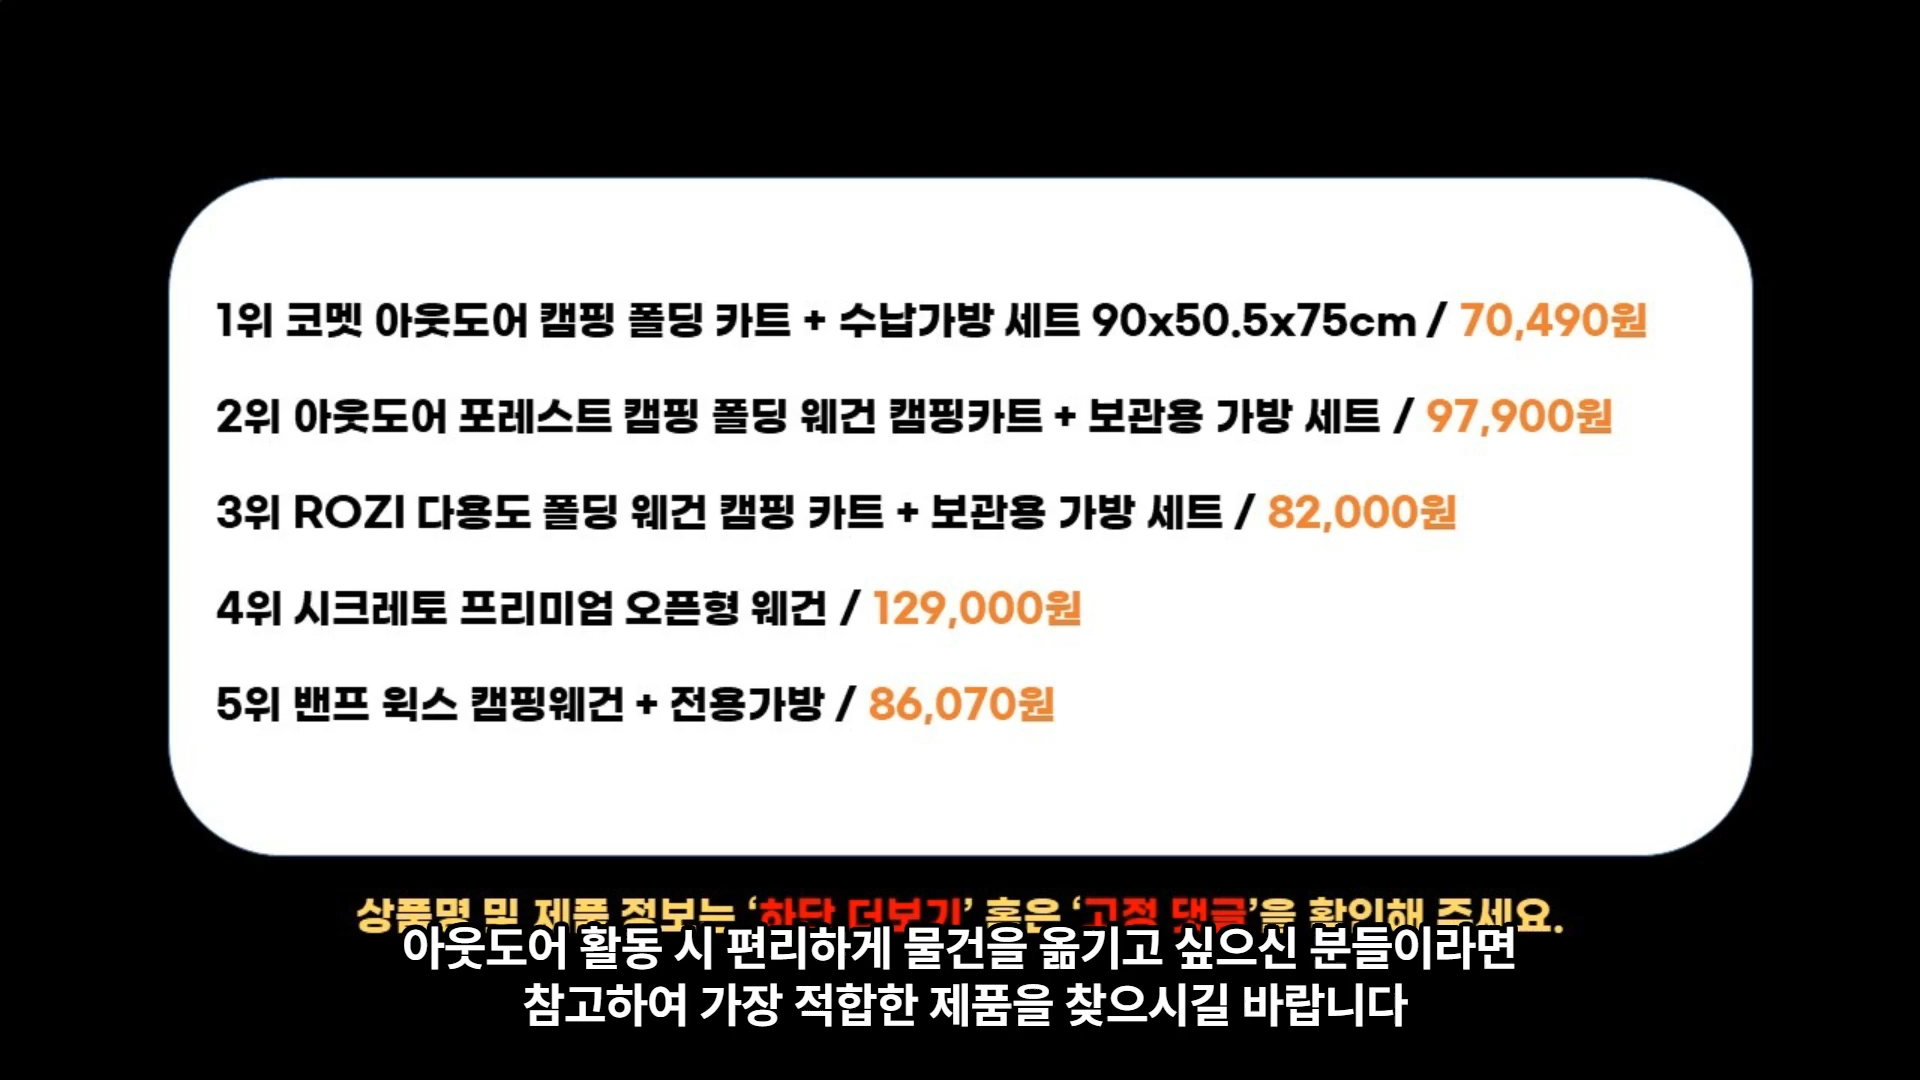 1위 코멧 아웃도어 캠핑 폴딩 카트 + 수납가방 세트 90x50.5x75cm / 70,490원
2위 아웃도어 포레스트 캠핑 폴딩 웨건 캠핑카트 + 보관용 가방 세트 / 97,900원
3위 ROZI 다용도 폴딩 웨건 캠핑 카트 + 보관용 가방 세트 / 82,000원
4위 시크레토 프리미엄 오픈형 웨건 / 129,000원
5위 밴프 웍스 캠핑웨건 + 전용가방 / 86,070원
상품명 및 제품 정보는 ‘하단 더보기’ 혹은 ‘고정 댓글’을 확인해 주세요.
아웃도어 활동 시 편리하게 물건을 옮기고 싶으신 분들이라면
참고하여 가장 적합한 제품을 찾으시길 바랍니다